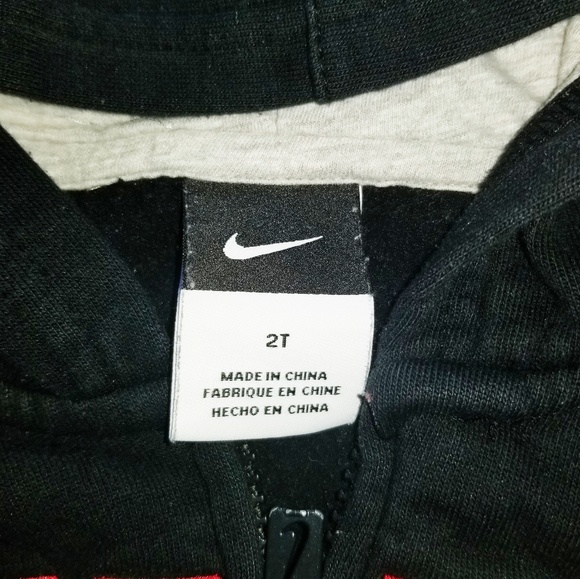 2T
MADE IN CHINA
FABRIQUE EN CHINE
HECHO EN CHINA